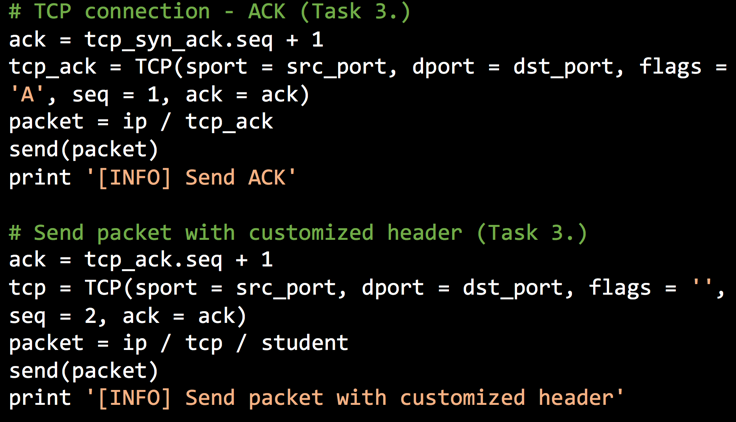 # TCP connection - ACK (Task 3.)
ack = tcp_syn_ack.seq + 1
tcp_ack = TCP(sport = src_port, dport = dst_port, flags =
'A', seq = 1, ack = ack)
packet = ip / tcp_ack
send(packet)
print '[INFO] Send ACK'

# Send packet with customized header (Task 3.)
ack = tcp_ack.seq + 1
tcp = TCP(sport = src_port, dport = dst_port, flags = '',
seq = 2, ack = ack)
packet = ip / tcp / student
send(packet)
print '[INFO] Send packet with customized header'